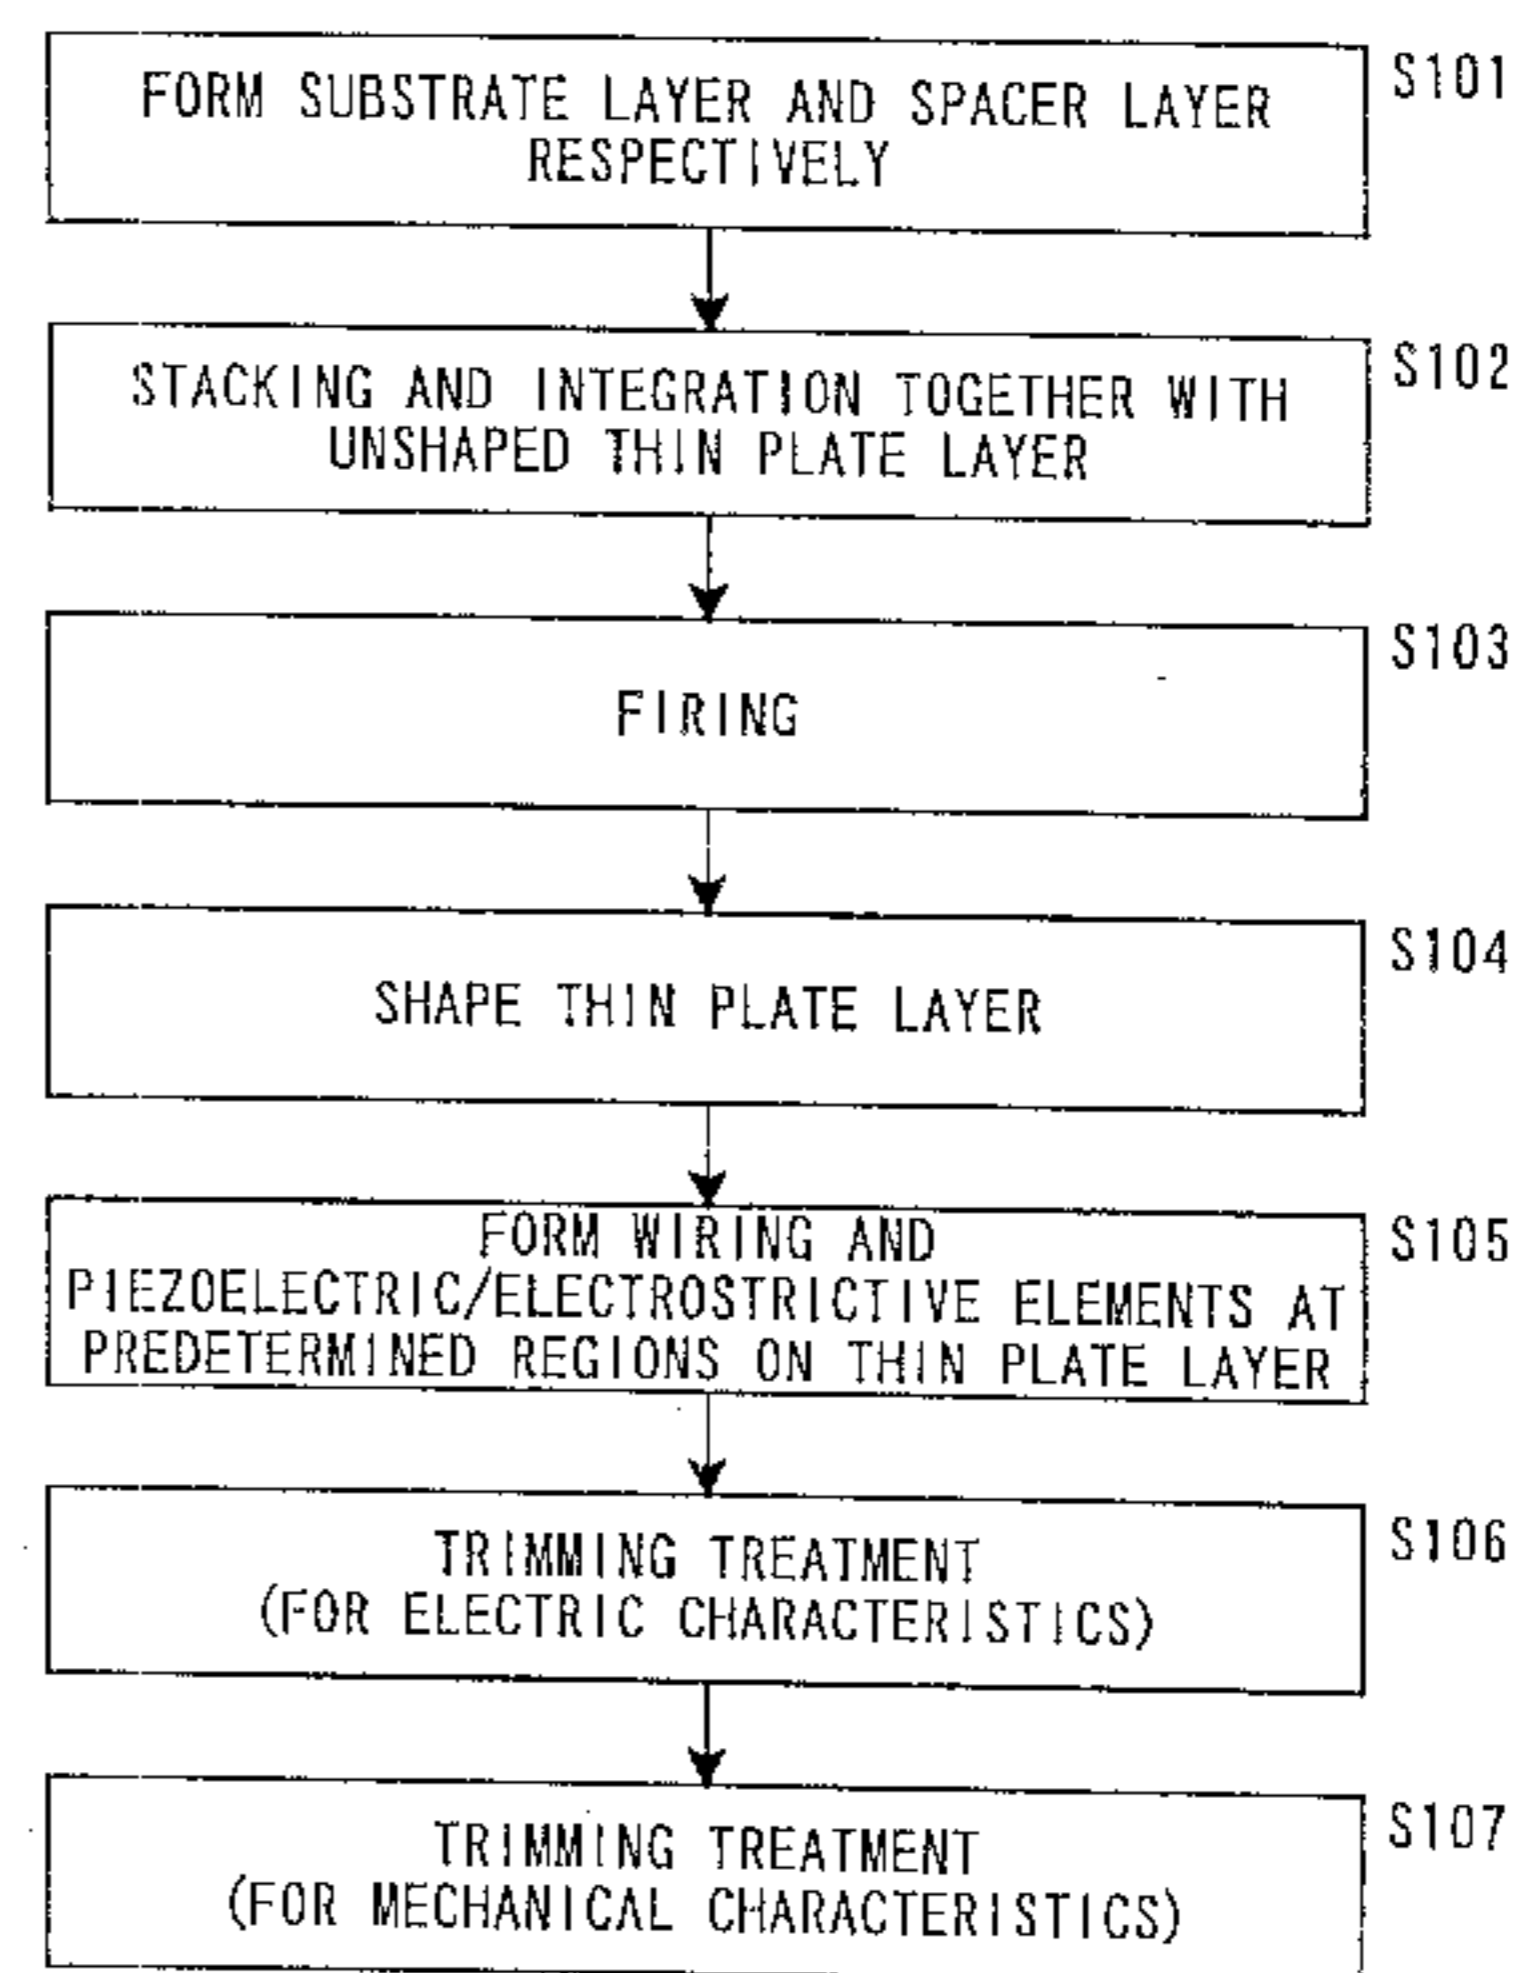 FORM SUBSTRATE LAYER AND SPACER LAYER
RESPECTIVELY
S101
STACKING AND INTEGRATION TOGETHER WITH
UNSHAPED THIN PLATE LAYER
S102
FIRING
S103
SHAPE THIN PLATE LAYER
S104
FORM WIRING AND
PIEZOELECTRIC/ELECTROSTRICTIVE ELEMENTS AT
PREDETERMINED REGIONS ON THIN PLATE LAYER
S105
TRIMMING TREATMENT
(FOR ELECTRIC CHARACTERISTICS)
S106
TRIMMING TREATMENT
(FOR MECHANICAL CHARACTERISTICS)
S107